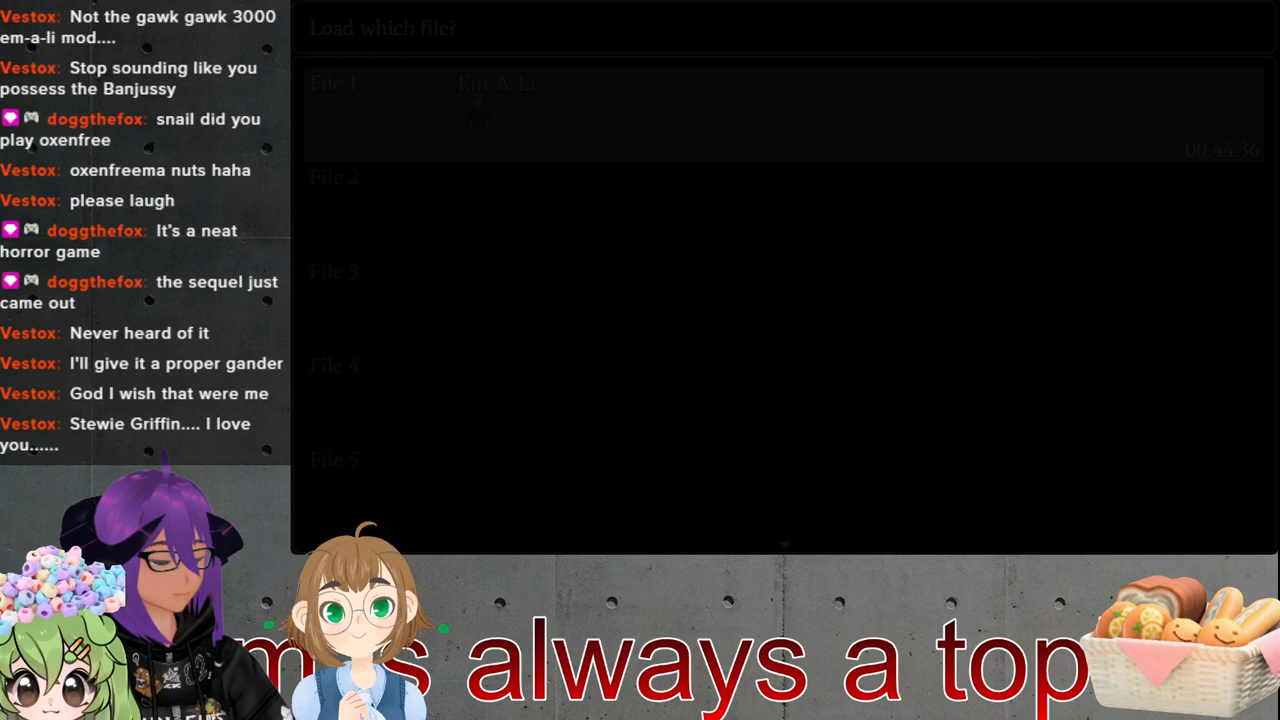 Vestox: Not the gawk gawk 3000
em-a-li mod....
Vestox: Stop sounding like you
possess the Banjussy
doggthefox: snail did you
play oxenfree
Vestox: oxenfreema nuts haha
Vestox: please laugh
doggthefox: It's a neat
horror game
doggthefox: the sequel just
came out
Vestox: Never heard of it
Vestox: I'll give it a proper gander
Vestox: God I wish that were me
Vestox: Stewie Griffin.... I love
you......
Load which file?
File 1 Em-A-Li
00:44:36
File 2
File 3
File 4
File 5
always a top